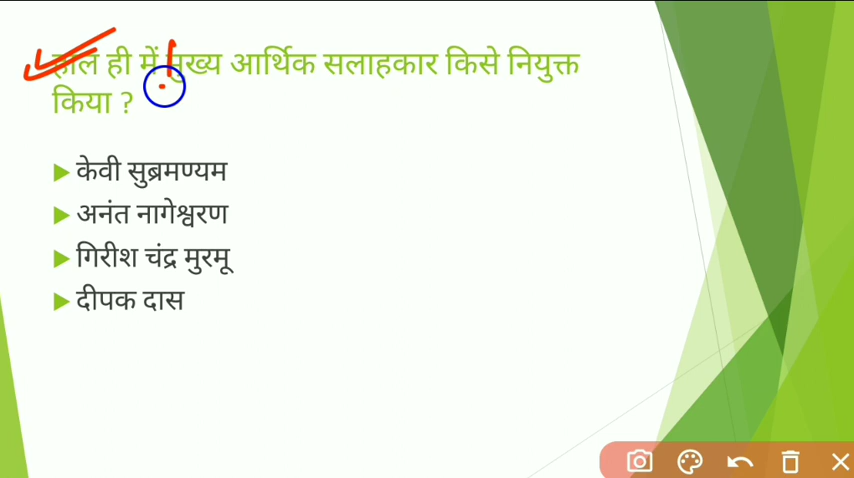 हाल ही में मुख्य आर्थिक सलाहकार किसे नियुक्त
किया ?
केवी सुब्रमण्यम
अनंत नागेश्वरण
गिरीश चंद्र मुरमू
दीपक दास